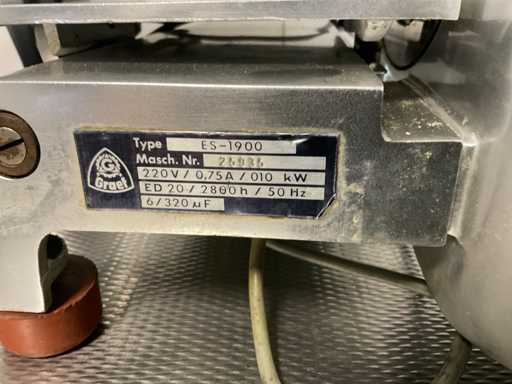 Graef
Type ES-1900
Masch. Nr.
220V / 0,75A / 010 kW
ED 20 / 2800 h / 50 Hz
6/320 µF